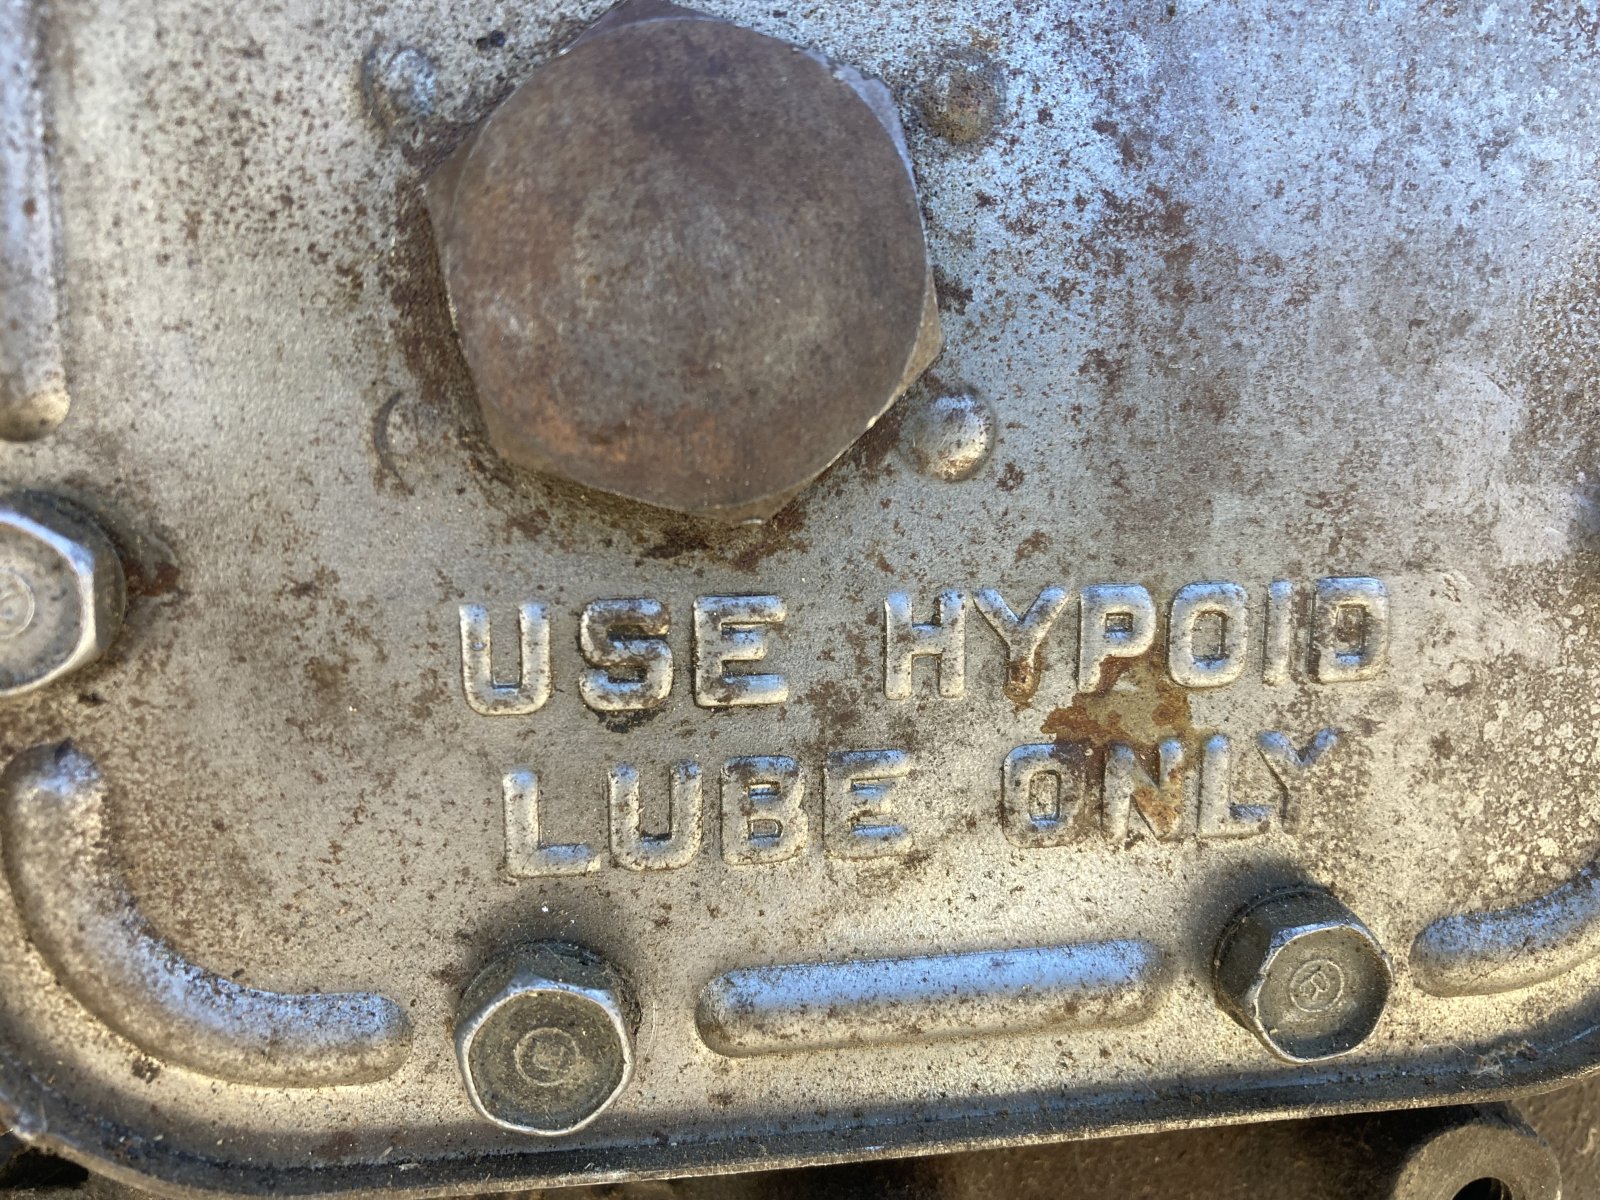 USE HYPOID
LUBE ONLY
R